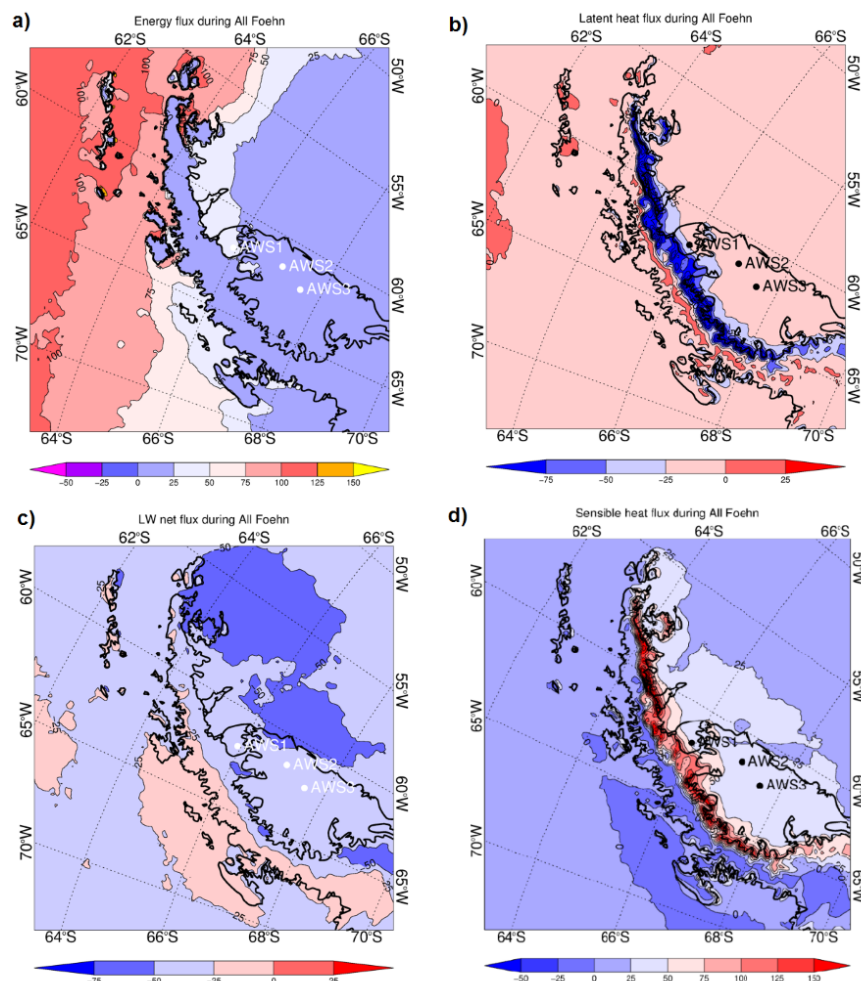 a)
Energy flux during All Foehn
62°S 64°S 66°S
60°W 65°W 70°W
50°W 55°W 60°W 65°W
100 75 50 25
AWS1
AWS2
AWS3
64°S 66°S 68°S 70°S
-50 -25 0 25 50 75 100 125 150
b)
Latent heat flux during All Foehn
62°S 64°S 66°S
60°W 65°W 70°W
50°W 55°W 60°W 65°W
AWS1
AWS2
AWS3
64°S 66°S 68°S 70°S
-75 -50 -25 0 25
c)
LW net flux during All Foehn
62°S 64°S 66°S
60°W 65°W 70°W
50°W 55°W 60°W 65°W
AWS1
AWS2
AWS3
64°S 66°S 68°S 70°S
-75 -50 -25 0 25
d)
Sensible heat flux during All Foehn
62°S 64°S 66°S
60°W 65°W 70°W
50°W 55°W 60°W 65°W
AWS1
AWS2
AWS3
64°S 66°S 68°S 70°S
-50 -25 0 25 50 75 100 125 150